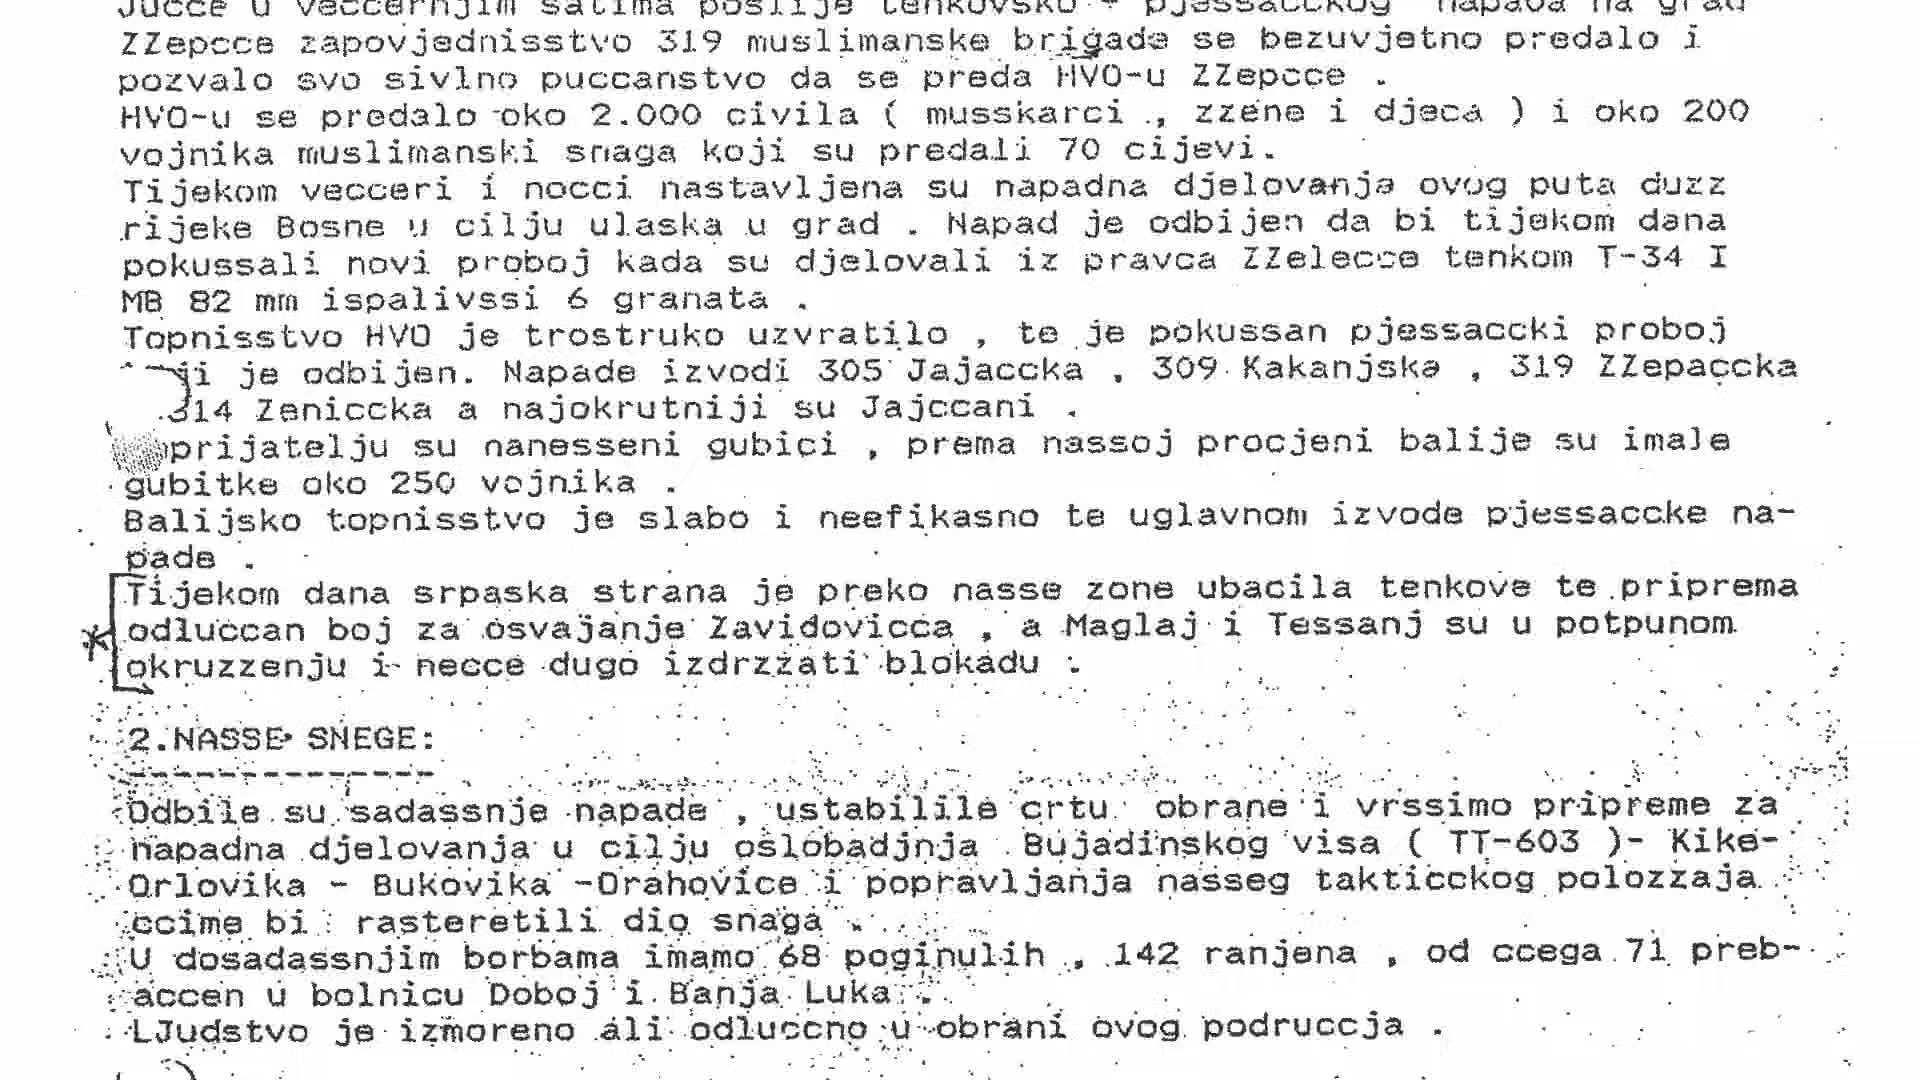 Jucce u veccernjim satima poslije tenkovsko - pjessacckog napada na grad
ZZepcce zapovjednisstvo 319 muslimanske brigade se bezuvjetno predalo i
pozvalo svo sivlno puccanstvo da se preda HVO-u ZZepcce .
HVO-u se predalo oko 2.000 civila ( musskarci , zzene i djeca ) i oko 200
vojnika muslimanski snaga koji su predali 70 cijevi.
Tijekom vecceri i nocci nastavljena su napadna djelovanja ovog puta duzz
rijeke Bosne u cilju ulaska u grad . Napad je odbijen da bi tijekom dana
pokussali novi proboj kada su djelovali iz pravca ZZelecce tenkom T-34 I
MB 82 mm ispalivssi 6 granata .
Topnisstvo HVO je trostruko uzvratilo , te je pokussan pjessaccki proboj
ji je odbijen. Napade izvodi 305 Jajaccka , 309 Kakanjska , 319 ZZepaccka
314 Zeniccka a najokrutniji su Jajccani .
prijatelju su nanesseni gubici , prema nassoj procjeni balije su imale
gubitke oko 250 vojnika .
Balijsko topnisstvo je slabo i neefikasno te uglavnom izvode pjessaccke na-
pade .
Tijekom dana srpaska strana je preko nasse zone ubacila tenkove te priprema
odluccan boj za osvajanje Zavidovicca , a Maglaj i Tessanj su u potpunom
okruzzenju i necce dugo izdrzzati blokadu .
2.NASSE SNEGE:
--------------
Odbile su sadassnje napade , ustabilile crtu obrane i vrssimo pripreme za
napadna djelovanja u cilju oslobadjnja Bujadinskog visa ( TT-603 )- Kike-
Orlovika - Bukovika -Orahovice i popravljanja nasseg takticckog polozzaja
ccime bi rasteretili dio snaga .
U dosadassnjim borbama imamo 68 poginulih , 142 ranjena , od ccega 71 preb-
accen u bolnicu Doboj i Banja Luka .
LJudstvo je izmoreno ali odluccno u obrani ovog podruccja .